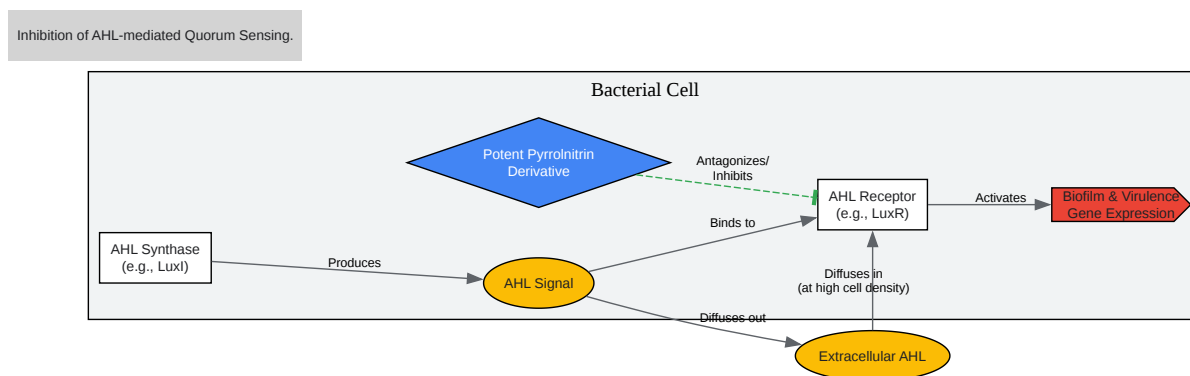 Inhibition of AHL-mediated Quorum Sensing.
Bacterial Cell
Potent Pyrrolnitrin
Derivative
Antagonizes/
Inhibits
AHL Receptor
(e.g., LuxR)
Activates
Biofilm & Virulence
Gene Expression
Binds to
AHL Synthase
(e.g., LuxI)
Produces
AHL Signal
Diffuses in
(at high cell density)
Diffuses out
Extracellular AHL